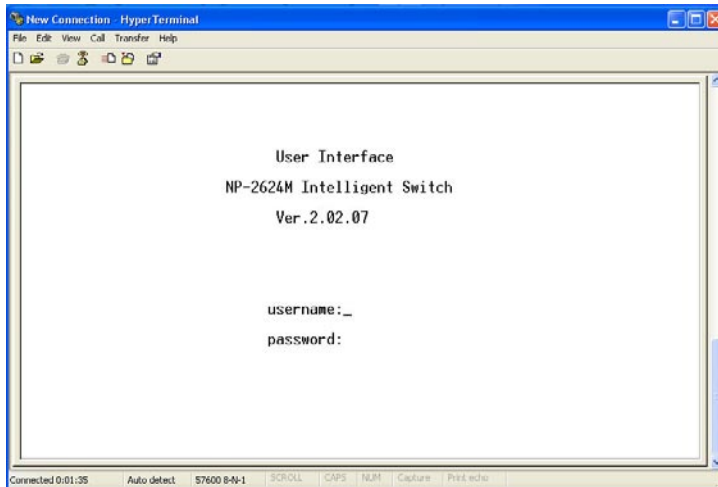 New Connection - HyperTerminal
File Edit View Call Transfer Help
User Interface
NP-2624M Intelligent Switch
Ver.2.02.07
username:_
password:
Connected 0:01:35 Auto detect 57600 8-N-1 SCROLL CAPS NUM Capture Print echo